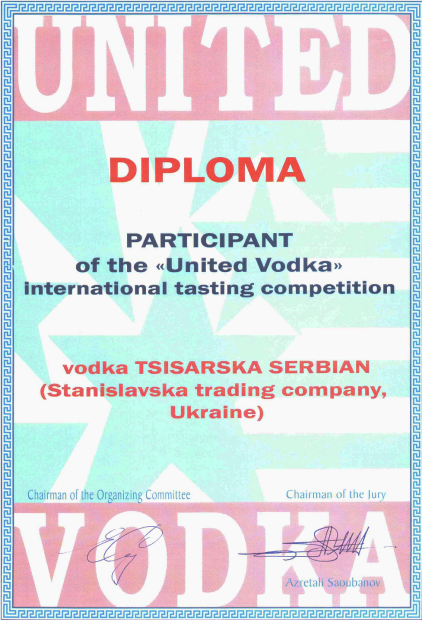 UNITED
DIPLOMA
PARTICIPANT
of the «United Vodka»
international tasting competition
vodka TSISARSKA SERBIAN
(Stanislavska trading company,
Ukraine)
Chairman of the Organizing Committee
Chairman of the Jury
VODKA
Azretali Saoubanov